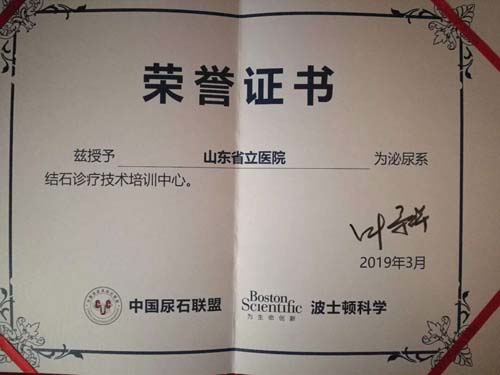 荣誉证书
兹授予 山东省立医院 为泌尿系
结石诊疗技术培训中心。
2019年3月
中国尿石联盟 Boston Scientific 为生命创新 波士顿科学